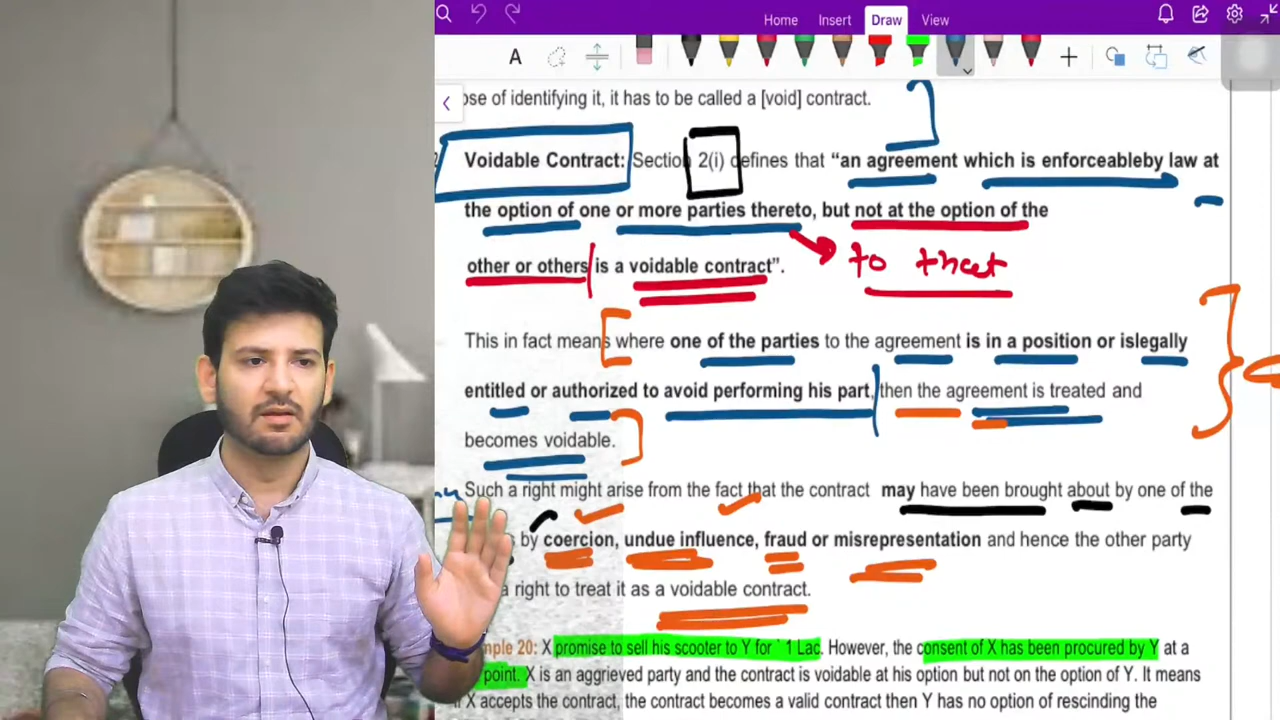 Home Insert Draw View
A
ose of identifying it, it has to be called a [void] contract.
Voidable Contract: Section 2(i) defines that “an agreement which is enforceableby law at
the option of one or more parties thereto, but not at the option of the
other or others is a voidable contract”.
to that
This in fact means where one of the parties to the agreement is in a position or islegally
entitled or authorized to avoid performing his part, then the agreement is treated and
becomes voidable.
Such a right might arise from the fact that the contract may have been brought about by one of the
by coercion, undue influence, fraud or misrepresentation and hence the other party
a right to treat it as a voidable contract.
mple 20: X promise to sell his scooter to Y for ` 1 Lac. However, the consent of X has been procured by Y at a
point. X is an aggrieved party and the contract is voidable at his option but not on the option of Y. It means
if X accepts the contract, the contract becomes a valid contract then Y has no option of rescinding the